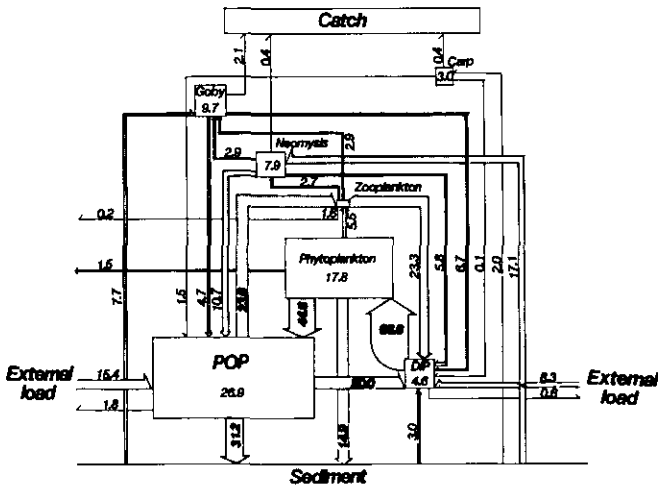 Catch
2.1
0.4
0.4
Carp
3.0
Goby
9.7
Neomysis
2.9
2.9
7.9
2.7
Zooplankton
1.6
0.2
5.5
Phytoplankton
17.8
1.5
7.7
1.5
4.7
10.7
23.3
5.8
6.7
0.1
2.0
17.1
POP
26.9
DIP
4.6
External
load
15.4
1.8
8.3
0.6
External
load
31.2
14.9
3.0
Sediment